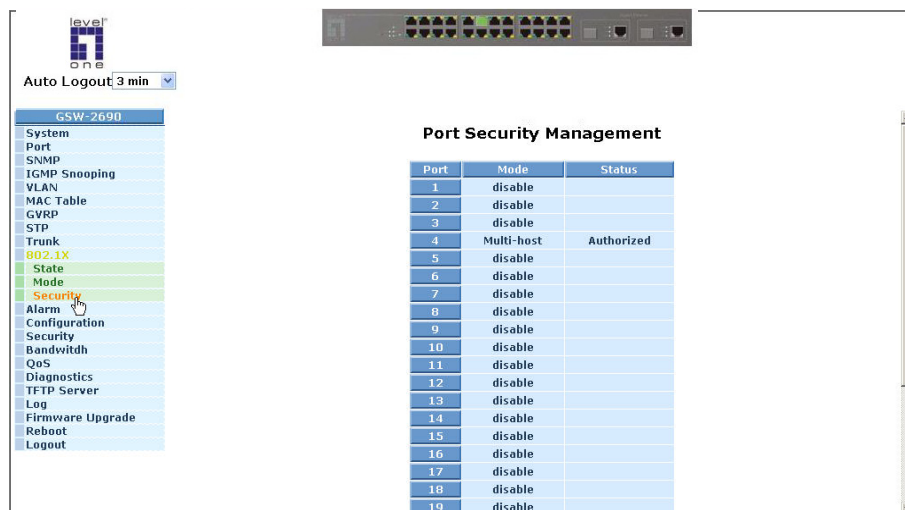 level
one
Auto Logout 3 min
GSW-2690
System
Port
SNMP
IGMP Snooping
VLAN
MAC Table
GVRP
STP
Trunk
802.1X
State
Mode
Security
Alarm
Configuration
Security
Bandwitdh
QoS
Diagnostics
TFTP Server
Log
Firmware Upgrade
Reboot
Logout
Port Security Management
Port Mode Status
1 disable
2 disable
3 disable
4 Multi-host Authorized
5 disable
6 disable
7 disable
8 disable
9 disable
10 disable
11 disable
12 disable
13 disable
14 disable
15 disable
16 disable
17 disable
18 disable
19 disable